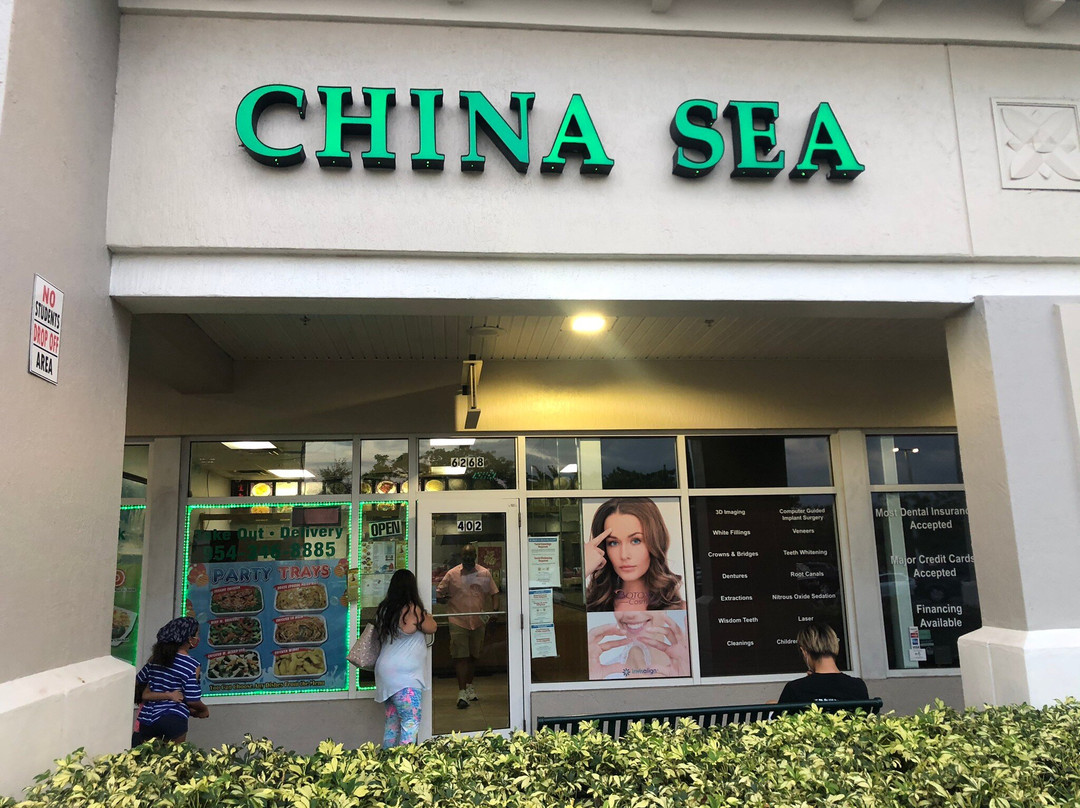 CHINA SEA
NO
STUDENTS
DROP OFF
AREA
6268
402
Take Out • Delivery
OPEN
PARTY TRAYS
3D Imaging
White Fillings
Crowns & Bridges
Dentures
Extractions
Wisdom Teeth
Cleanings
Computer Guided
Implant Surgery
Veneers
Teeth Whitening
Root Canals
Nitrous Oxide Sedation
Laser
Most Dental Insuran
Accepted
Major Credit Cards
Accepted
Financing
Available